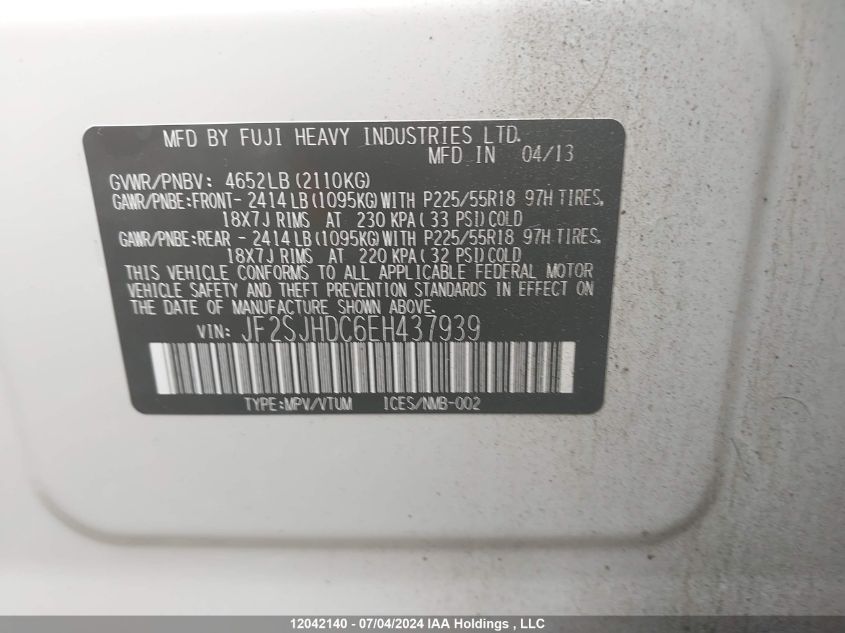 MFD BY FUJI HEAVY INDUSTRIES LTD.
MFD IN 04/13
GVWR/PNBV: 4652LB (2110KG)
GAWR/PNBE:FRONT- 2414 LB(1095KG)WITH P225/55R18 97H TIRES,
18X7J RIMS AT 230 KPA( 33 PSI)COLD
GAWR/PNBE:REAR - 2414 LB(1095KG)WITH P225/55R18 97H TIRES,
18X7J RIMS AT 220 KPA( 32 PSI)COLD
THIS VEHICLE CONFORMS TO ALL APPLICABLE FEDERAL MOTOR
VEHICLE SAFETY AND THEFT PREVENTION STANDARDS IN EFFECT ON
THE DATE OF MANUFACTURE SHOWN ABOVE.
VIN: JF2SJHDC6EH437939
TYPE:MPV/VTUM ICES/NMB-002
12042140 - 07/04/2024 IAA Holdings , LLC